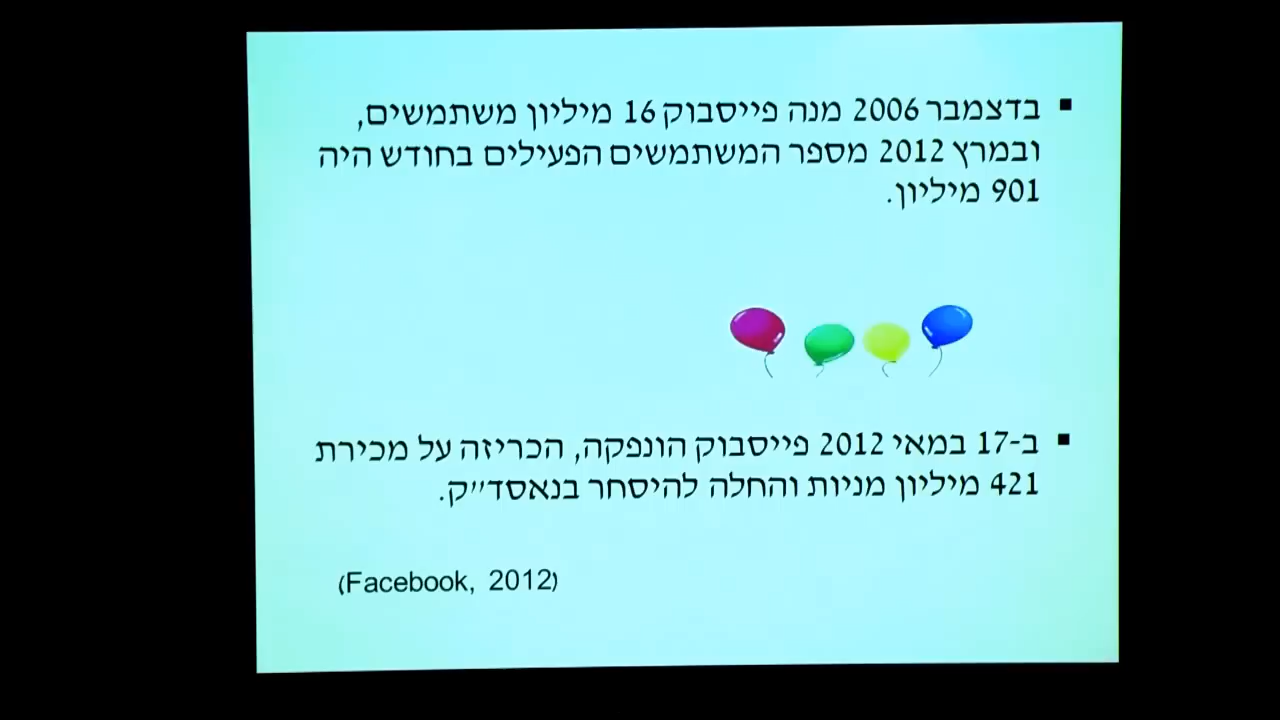 ▪ בדצמבר 2006 מנה פייסבוק 16 מיליון משתמשים,
ובמרץ 2012 מספר המשתמשים הפעילים בחודש היה
901 מיליון.
▪ ב-17 במאי 2012 פייסבוק הונפקה, הכריזה על מכירת
421 מיליון מניות והחלה להיסחר בנאסד״ק.
(Facebook, 2012)